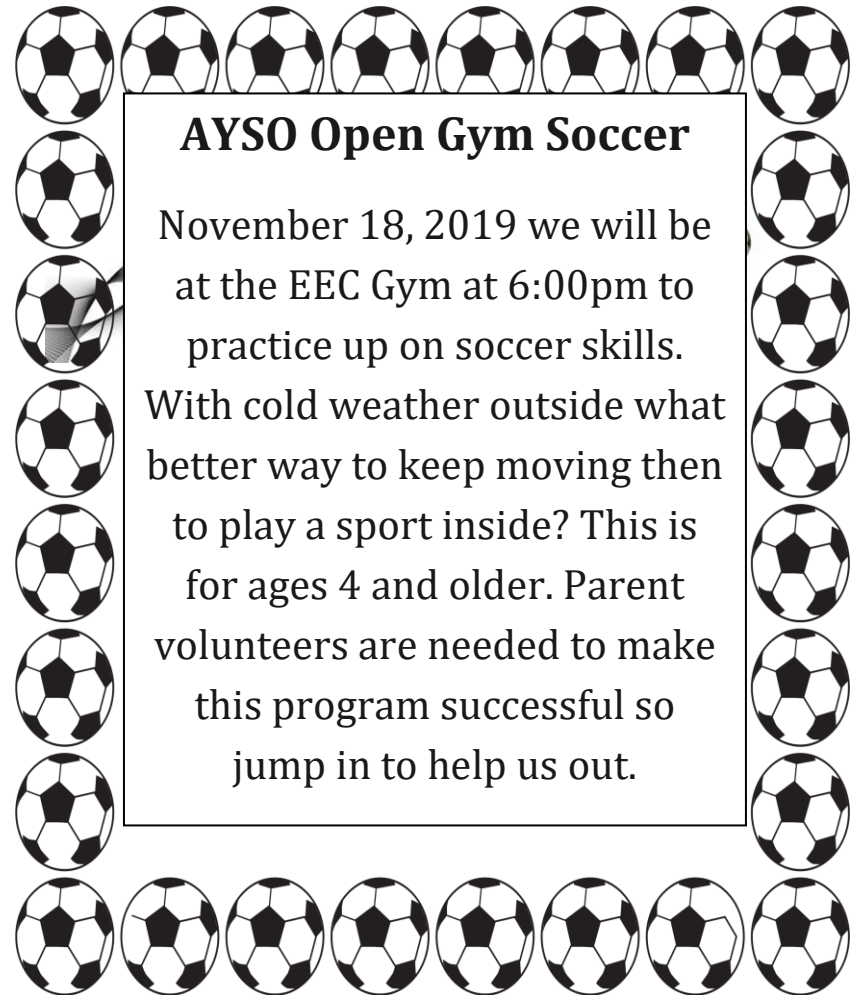 AYSO Open Gym Soccer
November 18, 2019 we will be
at the EEC Gym at 6:00pm to
practice up on soccer skills.
With cold weather outside what
better way to keep moving then
to play a sport inside? This is
for ages 4 and older. Parent
volunteers are needed to make
this program successful so
jump in to help us out.